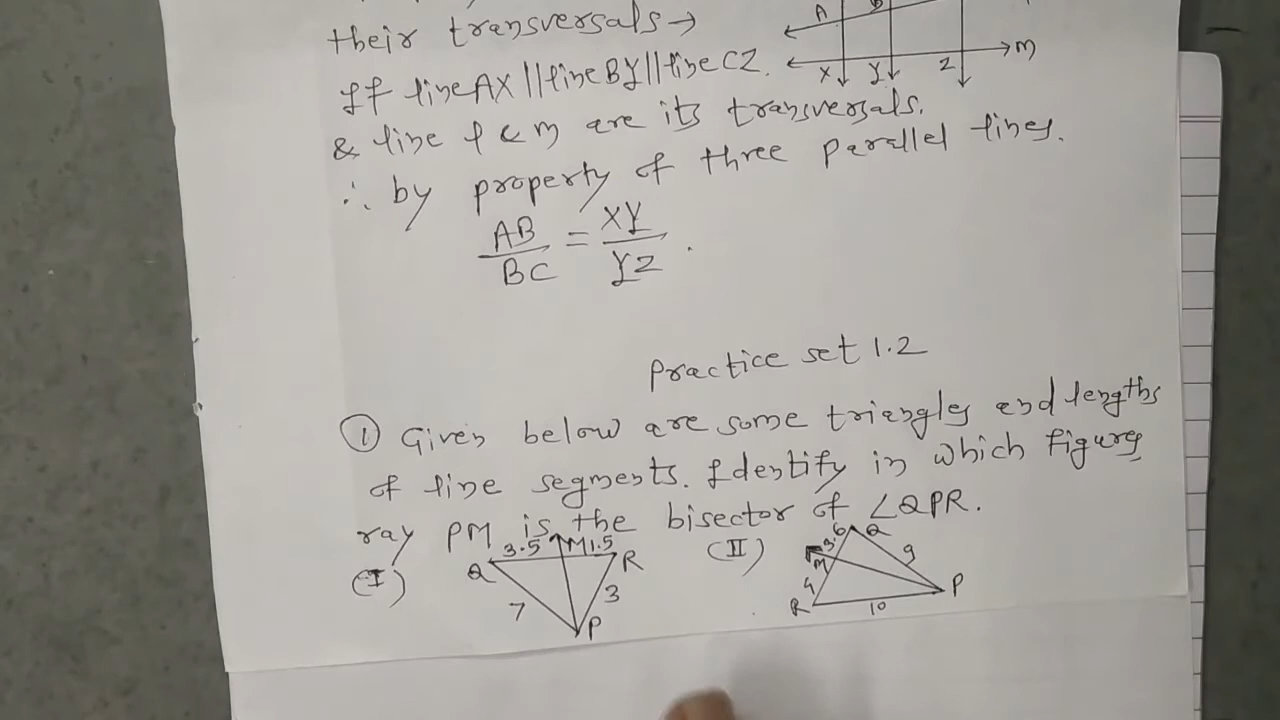 their transversals →
If line AX || line BY || line CZ.
& line l & m are its transversals.
∴ by property of three parallel lines.
AB/BC = XY/YZ .
A B
X Y Z m
Practice set 1.2
① Given below are some triangles and lengths
of line segments. Identify in which figures
ray PM is the bisector of ∠QPR.
(I) Q 3.5 M 1.5 R 7 3 P
(II) 3.6 Q M 9 4 R 10 P